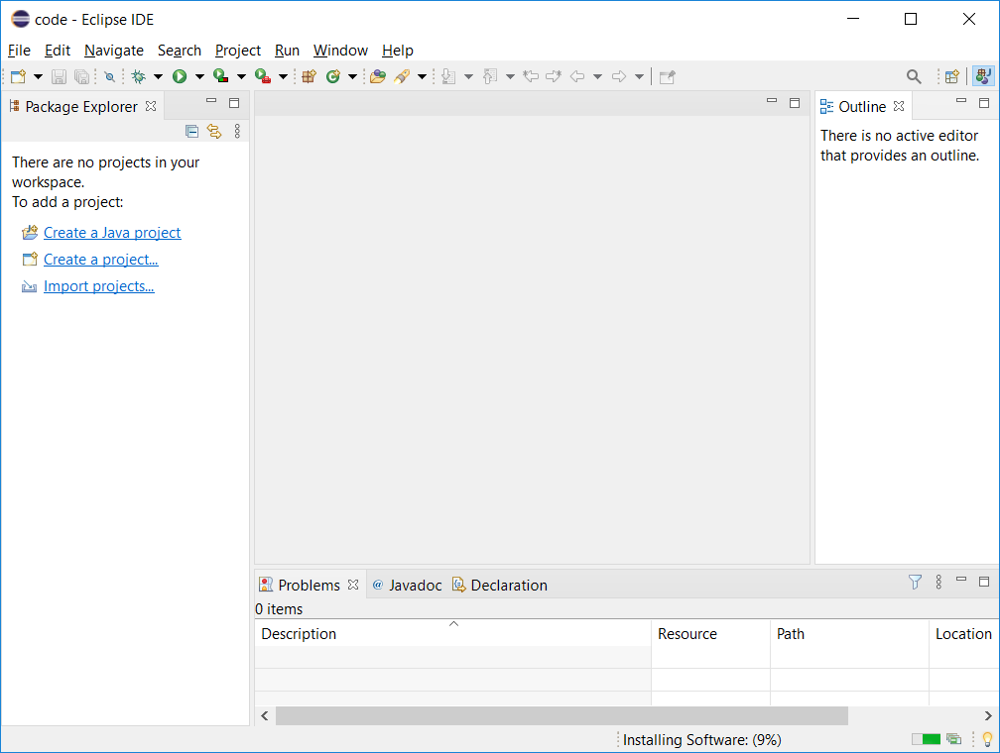 code - Eclipse IDE
File Edit Navigate Search Project Run Window Help
Package Explorer
There are no projects in your
workspace.
To add a project:
Create a Java project
Create a project...
Import projects...
Outline
There is no active editor
that provides an outline.
Problems @ Javadoc Declaration
0 items
Description Resource Path Location
Installing Software: (9%)